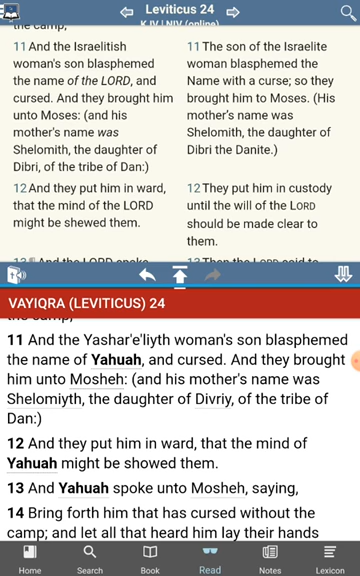 Leviticus 24
KJV | NIV (online)
the camp;
11 And the Israelitish
woman's son blasphemed
the name of the LORD, and
cursed. And they brought him
unto Moses: (and his
mother's name was
Shelomith, the daughter of
Dibri, of the tribe of Dan:)
12 And they put him in ward,
that the mind of the LORD
might be shewed them.
11 The son of the Israelite
woman blasphemed the
Name with a curse; so they
brought him to Moses. (His
mother's name was
Shelomith, the daughter of
Dibri the Danite.)
12 They put him in custody
until the will of the LORD
should be made clear to
them.
VAYIQRA (LEVITICUS) 24
the camp,
11 And the Yashar'e'liyth woman's son blasphemed
the name of Yahuah, and cursed. And they brought
him unto Mosheh: (and his mother's name was
Shelomiyth, the daughter of Divriy, of the tribe of
Dan:)
12 And they put him in ward, that the mind of
Yahuah might be showed them.
13 And Yahuah spoke unto Mosheh, saying,
14 Bring forth him that has cursed without the
camp; and let all that heard him lay their hands
Home
Search
Book
Read
Notes
Lexicon